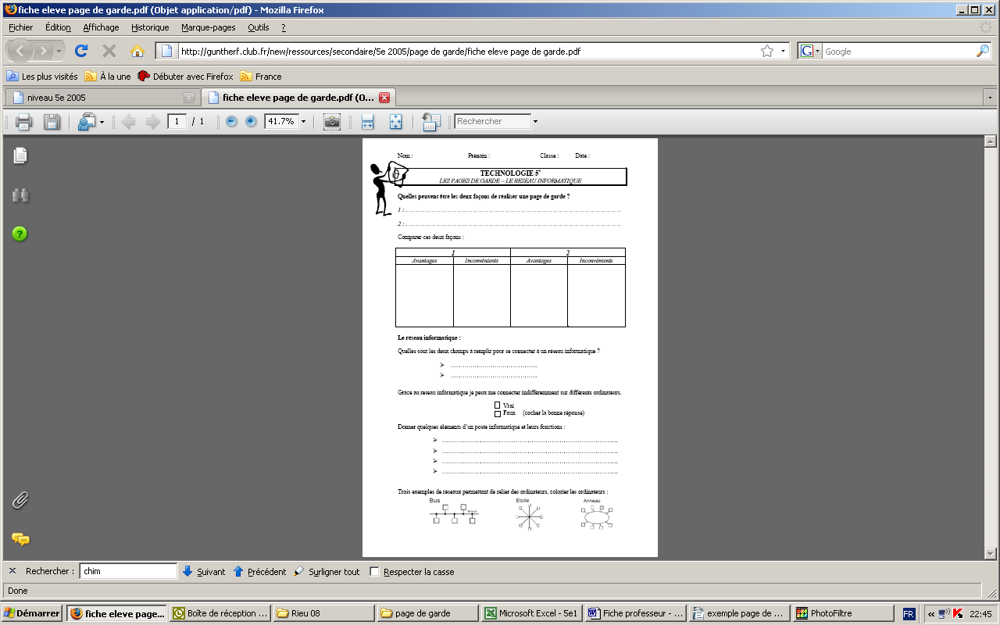 fiche eleve page de garde.pdf (Objet application/pdf) - Mozilla Firefox
Fichier Édition Affichage Historique Marque-pages Outils ?
http://guntherf.club.fr/new/ressources/secondaire/5e 2005/page de garde/fiche eleve page de garde.pdf
Google
Les plus visités À la une Débuter avec Firefox France
niveau 5e 2005
fiche eleve page de garde.pdf (O...
1 / 1 41.7% Rechercher
Nom : Prénom : Classe : Date :
TECHNOLOGIE 5e
LES PAGES DE GARDE – LE RESEAU INFORMATIQUE
Quelles peuvent être les deux façons de réaliser une page de garde ?
1 :…………………………………………………………………………
2 :…………………………………………………………………………
Comparer ces deux façons :
1 2
Avantages Inconvénients Avantages Inconvénients
Le réseau informatique :
Quelles sont les deux champs à remplir pour se connecter à un réseau informatique ?
➢ ……………………………………
➢ ……………………………………
Grace au reseau informatique je peux me connecter indifféremment sur différents ordinateurs.
Vrai
Faux (cocher la bonne réponse)
Donner quelques éléments d'un poste informatique et leurs fonctions :
➢ ……………………………………………………………………
➢ ……………………………………………………………………
➢ ……………………………………………………………………
➢ ……………………………………………………………………
Trois exemples de réseaux permettant de relier des ordinateurs, colorier les ordinateurs :
Bus Etoile Anneau
Rechercher : chim Suivant Précédent Surligner tout Respecter la casse
Done
Démarrer fiche eleve page... Boîte de réception ... Rieu 08 page de garde Microsoft Excel - 5e1 Fiche professeur - ... exemple page de ... PhotoFiltre FR « 22:45